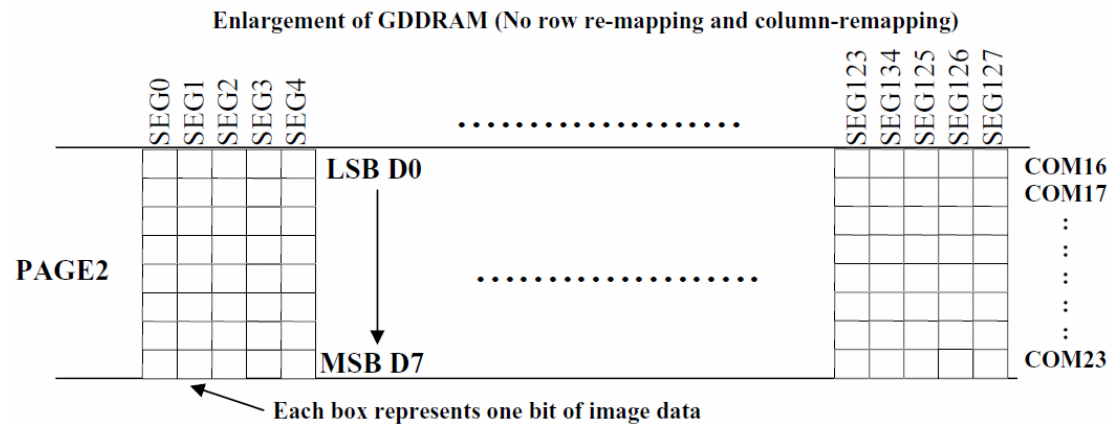 Enlargement of GDDRAM (No row re-mapping and column-remapping)
SEG0
SEG1
SEG2
SEG3
SEG4
....................
SEG123
SEG134
SEG125
SEG126
SEG127
LSB D0
COM16
COM17
:
:
:
:
:
PAGE2
....................
MSB D7
COM23
Each box represents one bit of image data